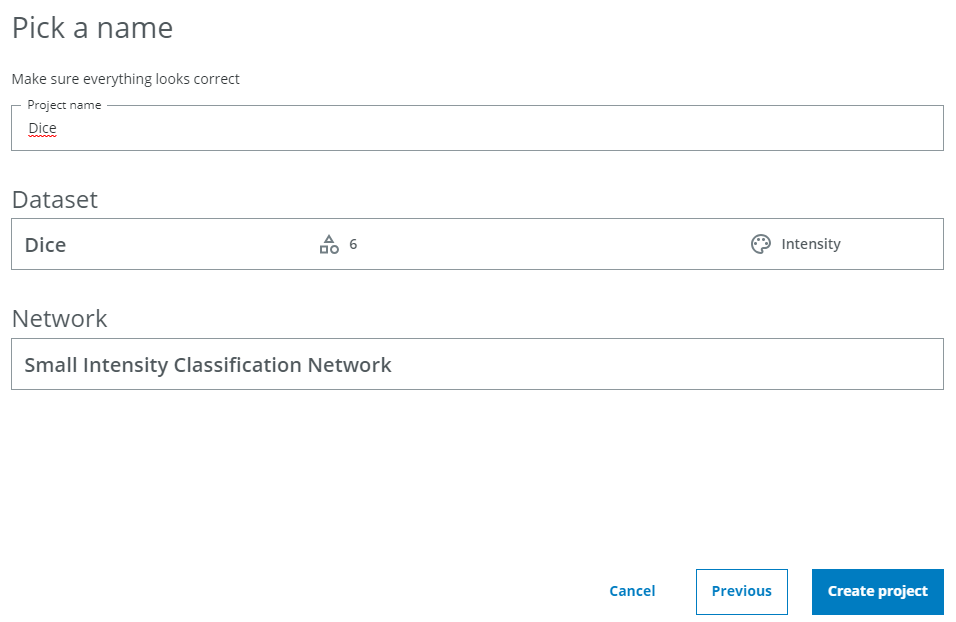 Pick a name
Make sure everything looks correct
Project name
Dice
Dataset
Dice 6 Intensity
Network
Small Intensity Classification Network
Cancel Previous Create project